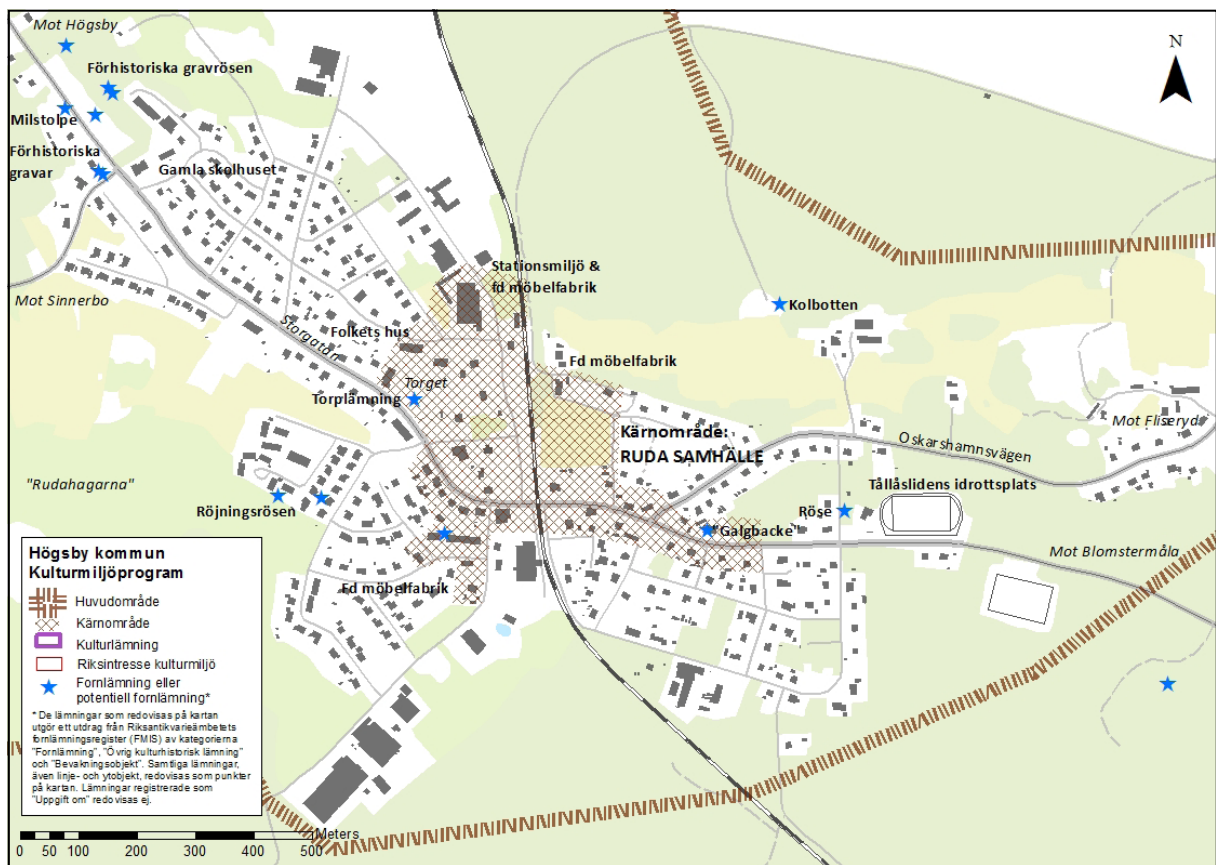 Mot Högsby
N
Förhistoriska gravrösen
Milstolpe
Förhistoriska
gravar
Gamla skolhuset
Stationsmiljö &
fd möbelfabrik
Mot Sinnerbo
Storgatan
Folkets hus
Kolbotten
Fd möbelfabrik
Torget
Torplämning
Mot Fliseryd
Kärnområde:
RUDA SAMHÄLLE
Oskarshamnsvägen
"Rudahagarna"
Röjningsrösen
Tållåslidens idrottsplats
Röse
"Galgbacke"
Mot Blomstermåla
Fd möbelfabrik
Högsby kommun
Kulturmiljöprogram
Huvudområde
Kärnområde
Kulturlämning
Riksintresse kulturmiljö
Fornlämning eller
potentiell fornlämning*
* De lämningar som redovisas på kartan
utgör ett utdrag från Riksantikvarieämbetets
fornlämningsregister (FMIS) av kategorierna
"Fornlämning", "Övrig kulturhistorisk lämning"
och "Bevakningsobjekt". Samtliga lämningar,
även linje- och ytobjekt, redovisas som punkter
på kartan. Lämningar registrerade som
"Uppgift om" redovisas ej.
Meters
0 50 100 200 300 400 500